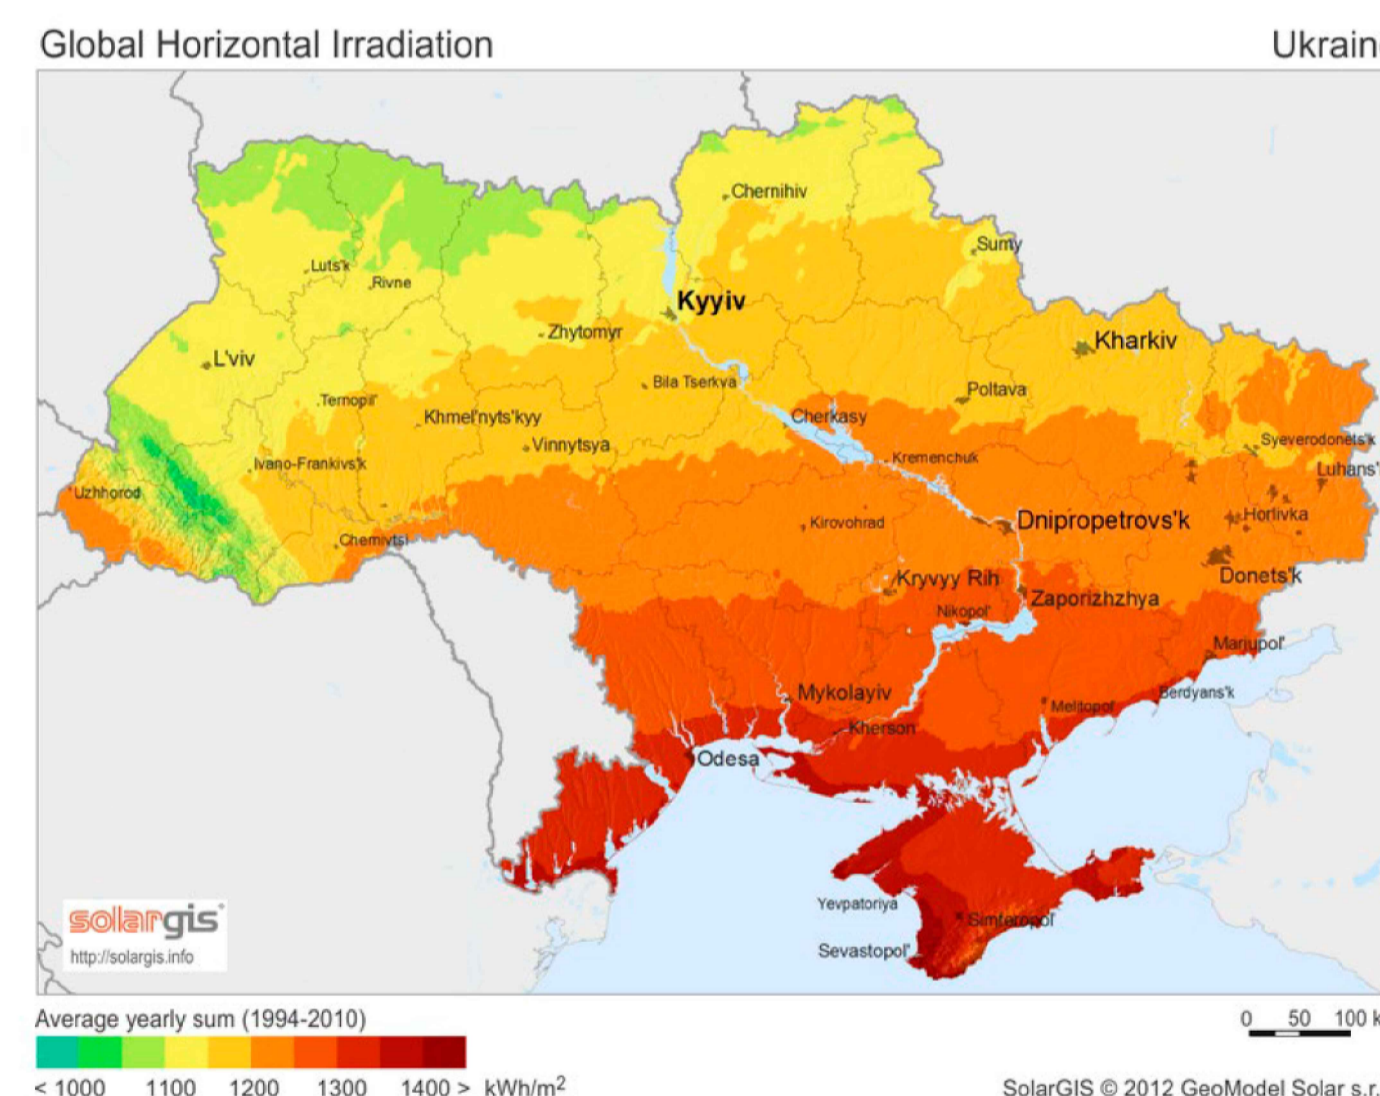 Global Horizontal Irradiation
Ukrain
Chernihiv
Sumy
Luts'k
Rivne
Kyyiv
Zhytomyr
Kharkiv
L'viv
Bila Tserkva
Poltava
Ternopil'
Khmel'nyts'kyy
Cherkasy
Vinnytsya
Syeverodonets'k
Ivano-Frankivs'k
Kremenchuk
Luhans'
Uzhhorod
Horlivka
Kirovohrad
Dnipropetrovs'k
Chernivtsi
Donets'k
Kryvyy Rih
Zaporizhzhya
Nikopol'
Mariupol'
Mykolayiv
Berdyans'k
Melitopol'
Kherson
Odesa
Yevpatoriya
Simferopol'
Sevastopol'
solargis
http://solargis.info
Average yearly sum (1994-2010)
0 50 100 k
< 1000 1100 1200 1300 1400 > kWh/m²
SolarGIS © 2012 GeoModel Solar s.r.